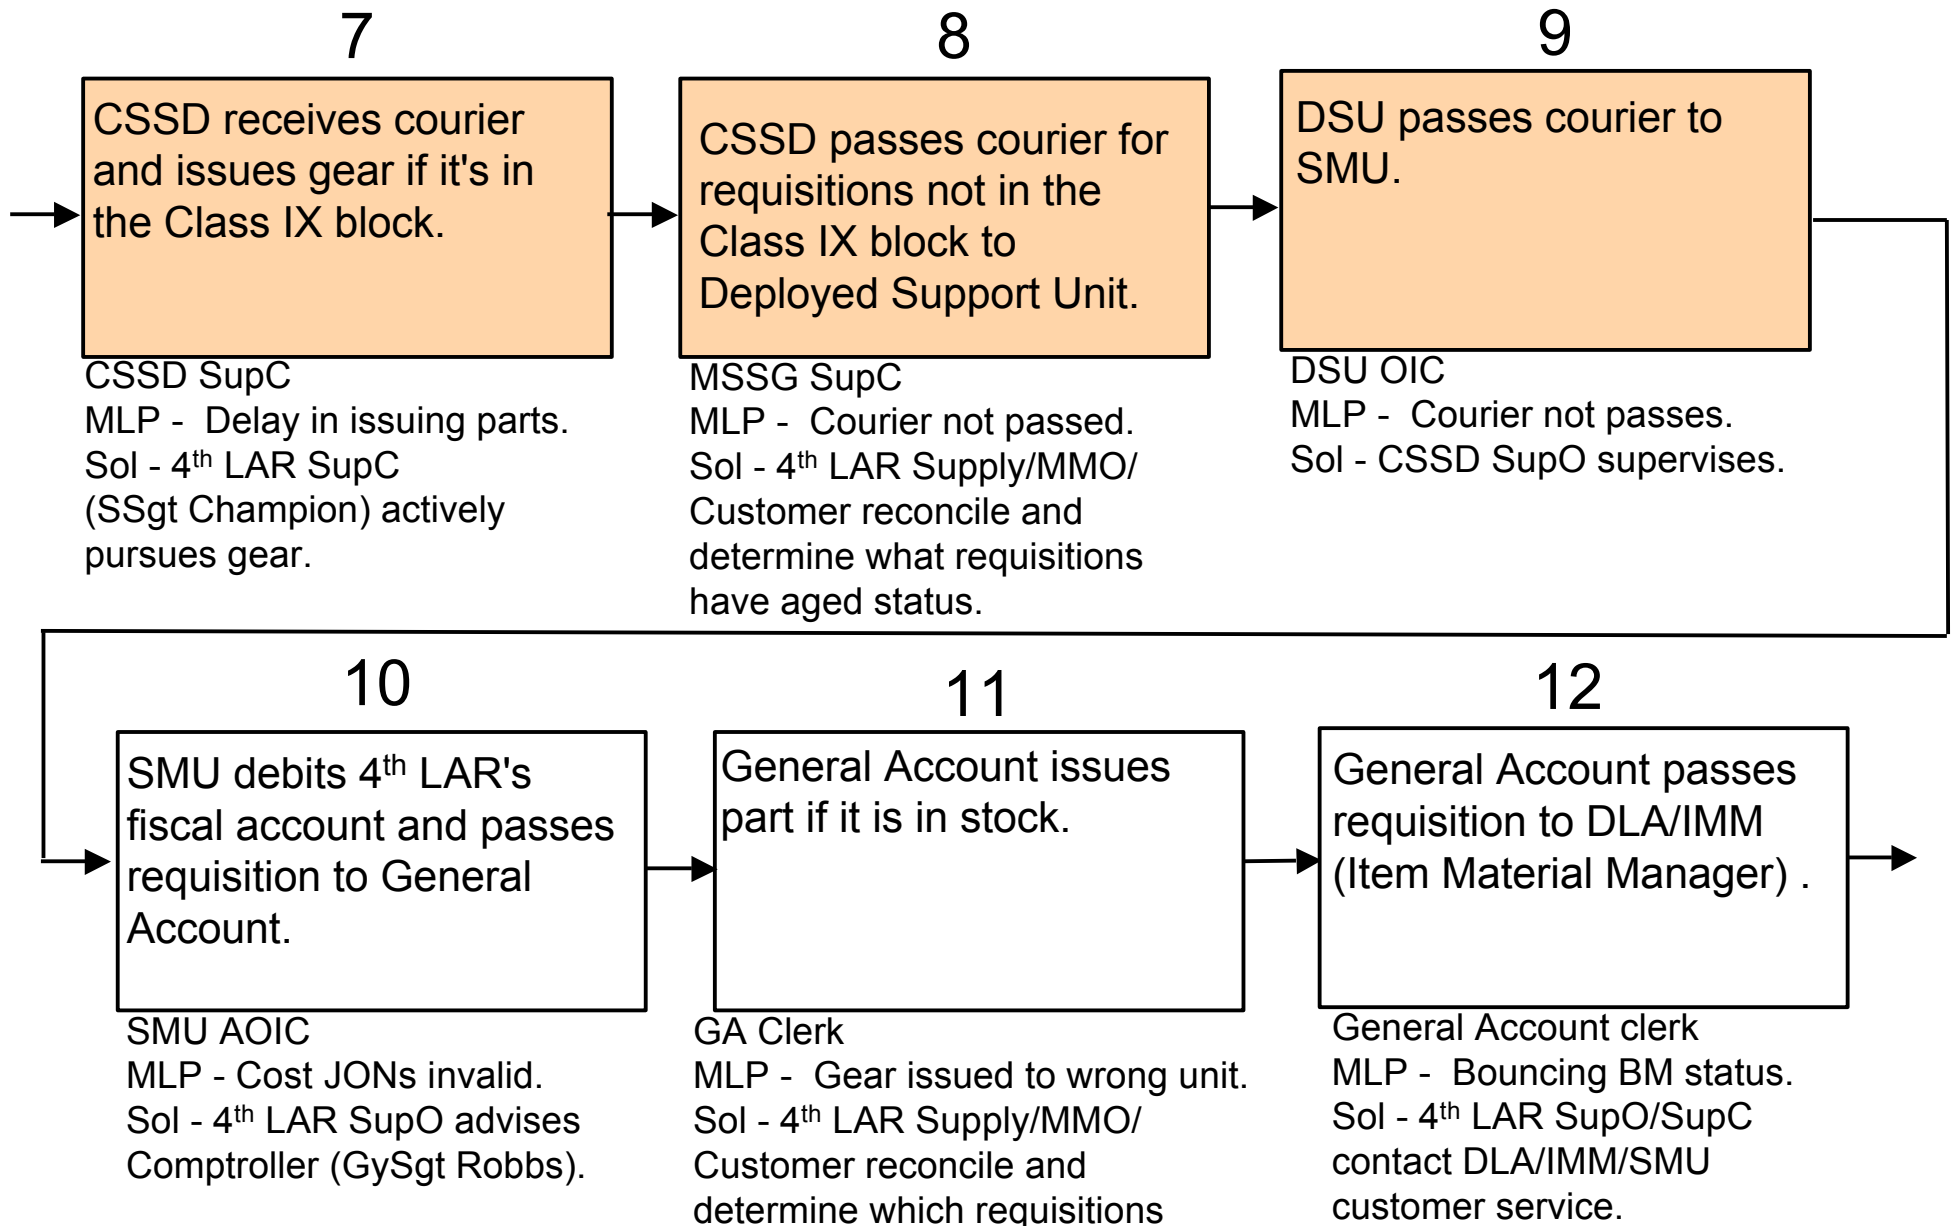 7
CSSD receives courier
and issues gear if it's in
the Class IX block.
CSSD SupC
MLP - Delay in issuing parts.
Sol - 4th LAR SupC
(SSgt Champion) actively
pursues gear.
8
CSSD passes courier for
requisitions not in the
Class IX block to
Deployed Support Unit.
MSSG SupC
MLP - Courier not passed.
Sol - 4th LAR Supply/MMO/
Customer reconcile and
determine what requisitions
have aged status.
9
DSU passes courier to
SMU.
DSU OIC
MLP - Courier not passes.
Sol - CSSD SupO supervises.
10
SMU debits 4th LAR's
fiscal account and passes
requisition to General
Account.
SMU AOIC
MLP - Cost JONs invalid.
Sol - 4th LAR SupO advises
Comptroller (GySgt Robbs).
11
General Account issues
part if it is in stock.
GA Clerk
MLP - Gear issued to wrong unit.
Sol - 4th LAR Supply/MMO/
Customer reconcile and
determine which requisitions
12
General Account passes
requisition to DLA/IMM
(Item Material Manager) .
General Account clerk
MLP - Bouncing BM status.
Sol - 4th LAR SupO/SupC
contact DLA/IMM/SMU
customer service.